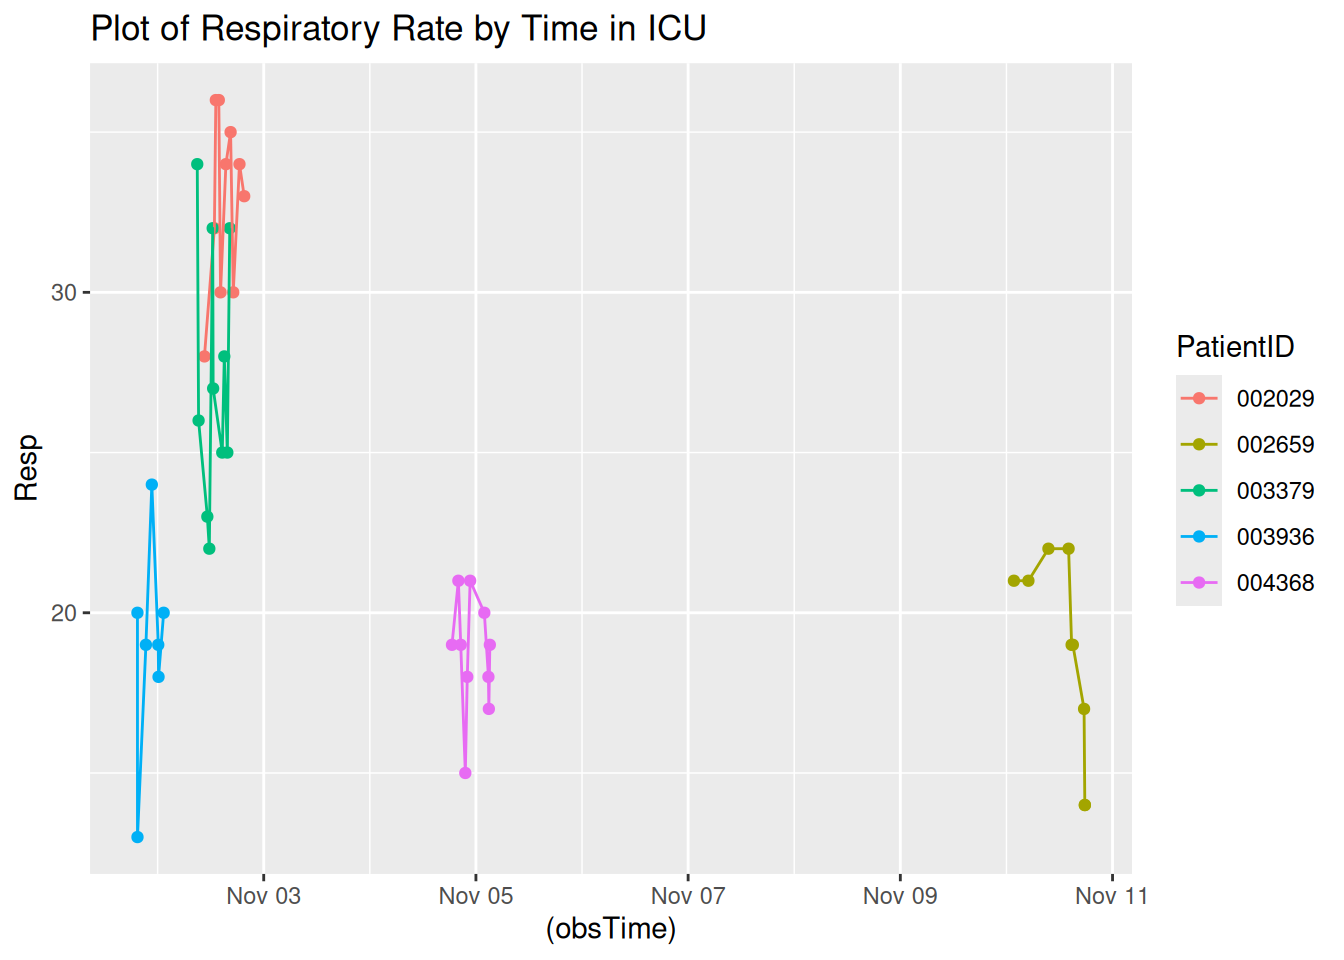 Plot of Respiratory Rate by Time in ICU
Resp
30
20
Nov 03
Nov 05
Nov 07
Nov 09
Nov 11
(obsTime)
PatientID
002029
002659
003379
003936
004368